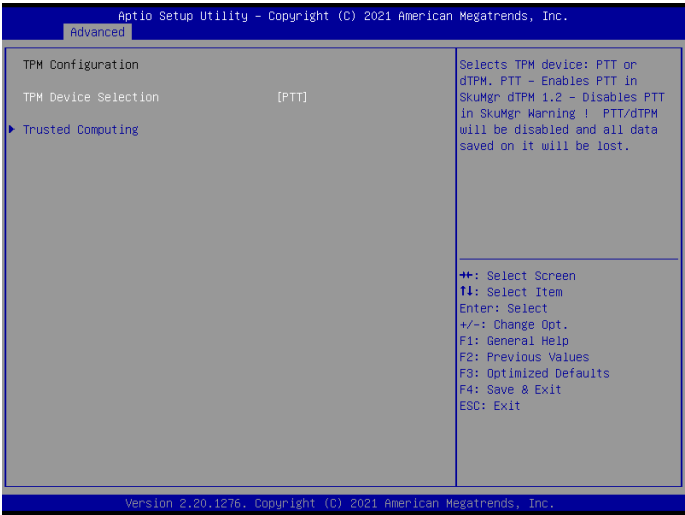 Aptio Setup Utility – Copyright (C) 2021 American Megatrends, Inc.
Advanced
TPM Configuration
TPM Device Selection [PTT]
Trusted Computing
Selects TPM device: PTT or
dTPM. PTT – Enables PTT in
SkuMgr dTPM 1.2 – Disables PTT
in SkuMgr Warning ! PTT/dTPM
will be disabled and all data
saved on it will be lost.
→←: Select Screen
↑↓: Select Item
Enter: Select
+/-: Change Opt.
F1: General Help
F2: Previous Values
F3: Optimized Defaults
F4: Save & Exit
ESC: Exit
Version 2.20.1276. Copyright (C) 2021 American Megatrends, Inc.